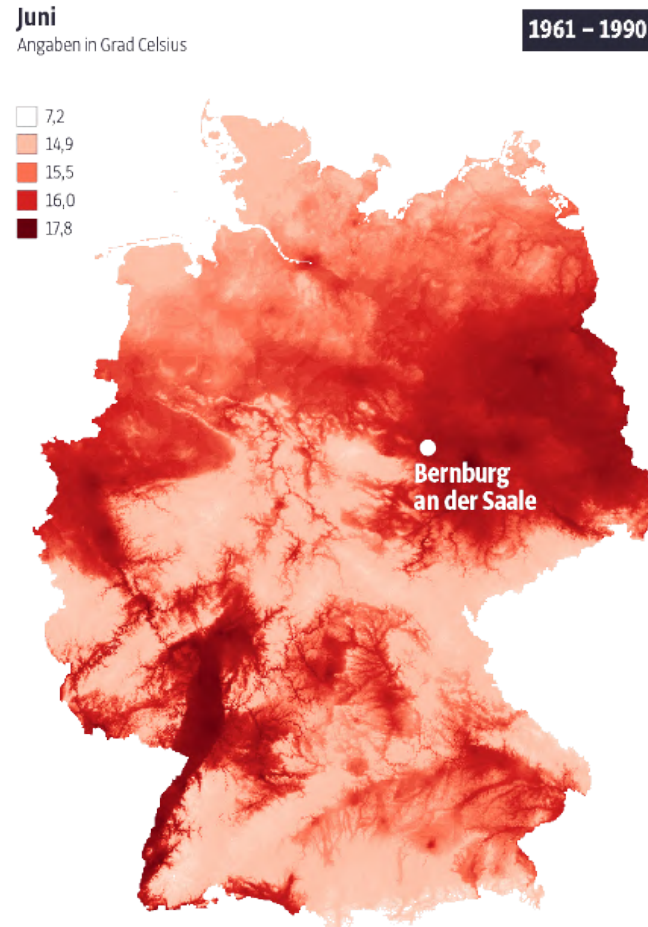 Juni
Angaben in Grad Celsius
1961 – 1990
7,2
14,9
15,5
16,0
17,8
Bernburg
an der Saale